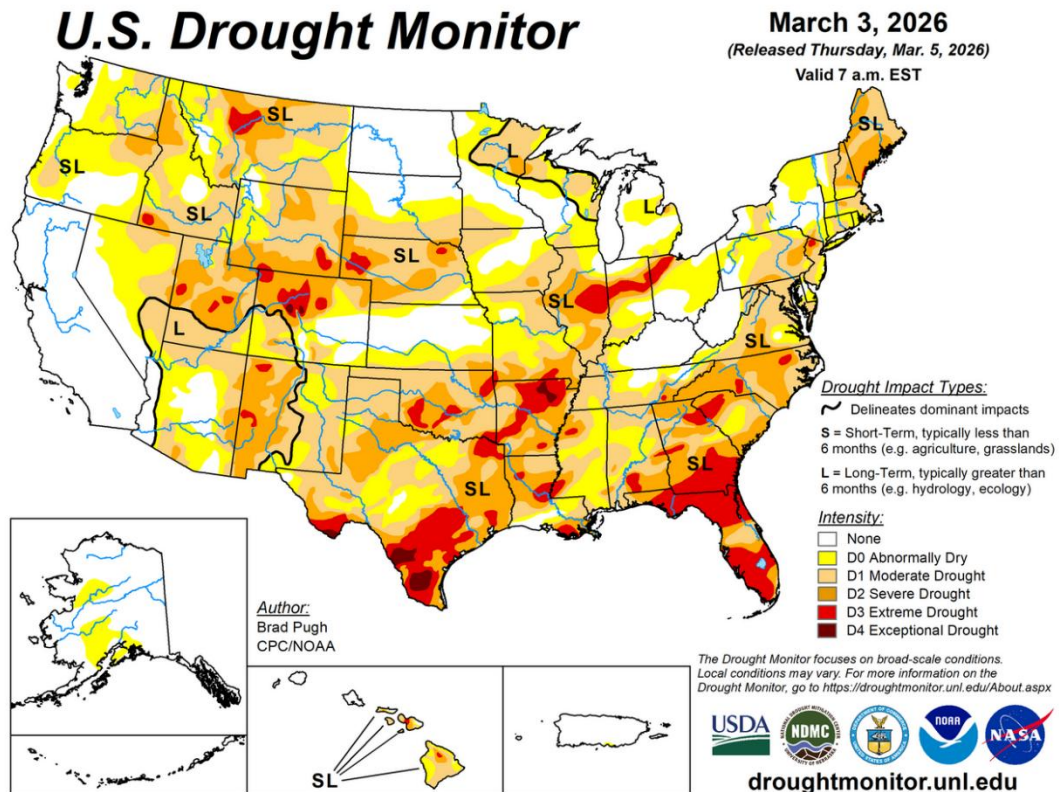 U.S. Drought Monitor
March 3, 2026
(Released Thursday, Mar. 5, 2026)
Valid 7 a.m. EST
SL
SL
SL
SL
L
L
SL
SL
SL
L
SL
SL
SL
Drought Impact Types:
Delineates dominant impacts
S = Short-Term, typically less than
6 months (e.g. agriculture, grasslands)
L = Long-Term, typically greater than
6 months (e.g. hydrology, ecology)
Intensity:
None
D0 Abnormally Dry
D1 Moderate Drought
D2 Severe Drought
D3 Extreme Drought
D4 Exceptional Drought
Author:
Brad Pugh
CPC/NOAA
SL
The Drought Monitor focuses on broad-scale conditions.
Local conditions may vary. For more information on the
Drought Monitor, go to https://droughtmonitor.unl.edu/About.aspx
USDA
NDMC
NOAA
NASA
droughtmonitor.unl.edu